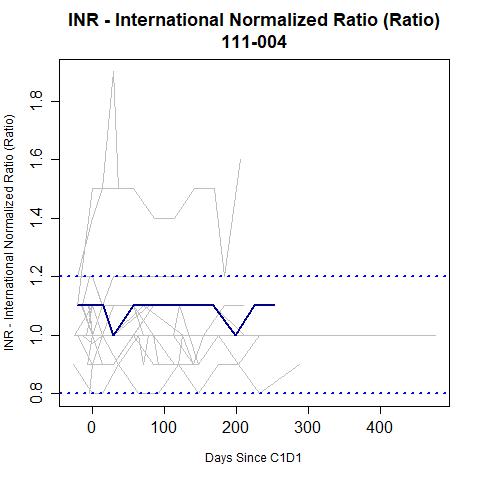 INR - International Normalized Ratio (Ratio)
111-004
INR - International Normalized Ratio (Ratio)
1.8
1.6
1.4
1.2
1.0
0.8
0 100 200 300 400
Days Since C1D1